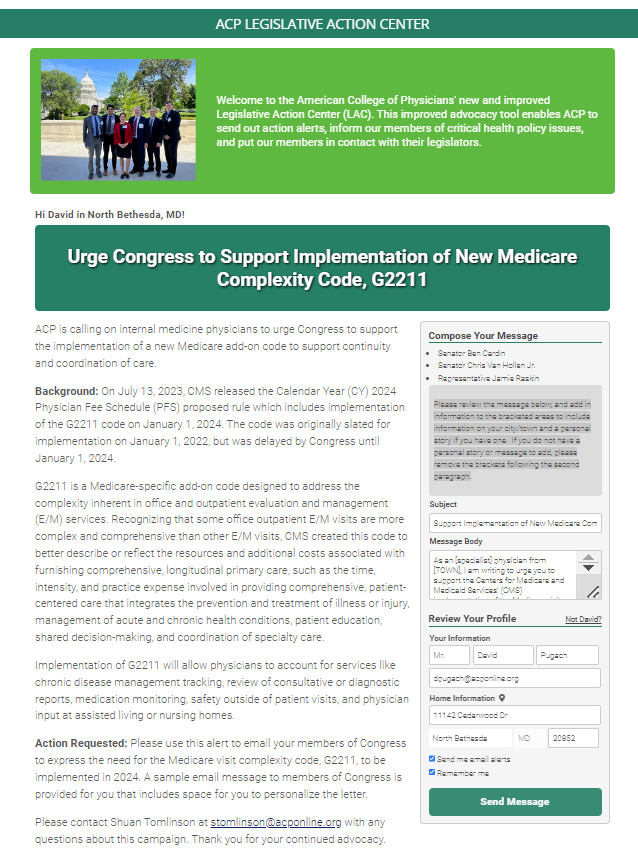 ACP LEGISLATIVE ACTION CENTER
Welcome to the American College of Physicians' new and improved
Legislative Action Center (LAC). This improved advocacy tool enables ACP to
send out action alerts, inform our members of critical health policy issues,
and put our members in contact with their legislators.
Hi David in North Bethesda, MD!
Urge Congress to Support Implementation of New Medicare
Complexity Code, G2211
ACP is calling on internal medicine physicians to urge Congress to support
the implementation of a new Medicare add-on code to support continuity
and coordination of care.
Background: On July 13, 2023, CMS released the Calendar Year (CY) 2024
Physician Fee Schedule (PFS) proposed rule which includes implementation
of the G2211 code on January 1, 2024. The code was originally slated for
implementation on January 1, 2022, but was delayed by Congress until
January 1, 2024.
G2211 is a Medicare-specific add-on code designed to address the
complexity inherent in office and outpatient evaluation and management
(E/M) services. Recognizing that some office outpatient E/M visits are more
complex and comprehensive than other E/M visits, CMS created this code to
better describe or reflect the resources and additional costs associated with
furnishing comprehensive, longitudinal primary care, such as the time,
intensity, and practice expense involved in providing comprehensive, patient-
centered care that integrates the prevention and treatment of illness or injury,
management of acute and chronic health conditions, patient education,
shared decision-making, and coordination of specialty care.
Implementation of G2211 will allow physicians to account for services like
chronic disease management tracking, review of consultative or diagnostic
reports, medication monitoring, safety outside of patient visits, and physician
input at assisted living or nursing homes.
Action Requested: Please use this alert to email your members of Congress
to express the need for the Medicare visit complexity code, G2211, to be
implemented in 2024. A sample email message to members of Congress is
provided for you that includes space for you to personalize the letter.
Please contact Shuan Tomlinson at stomlinson@acponline.org with any
questions about this campaign. Thank you for your continued advocacy.
Compose Your Message
Senator Ben Cardin
Senator Chris Van Hollen Jr.
Representative Jamie Raskin
Please review the message below, and add in
information to the bracketed areas to include
information on your city/town and a personal
story if you have one. If you do not have a
personal story or message to add, please
remove the brackets following the second
paragraph.
Subject
Support Implementation of New Medicare Com
Message Body
As an [specialist] physician from
[TOWN], I am writing to urge you to
support the Centers for Medicare and
Medicaid Services' (CMS)
Review Your Profile Not David?
Your Information
Mr. David Pugach
dpugach@acponline.org
Home Information
11142 Cedarwood Dr
North Bethesda MD 20852
Send me email alerts
Remember me
Send Message